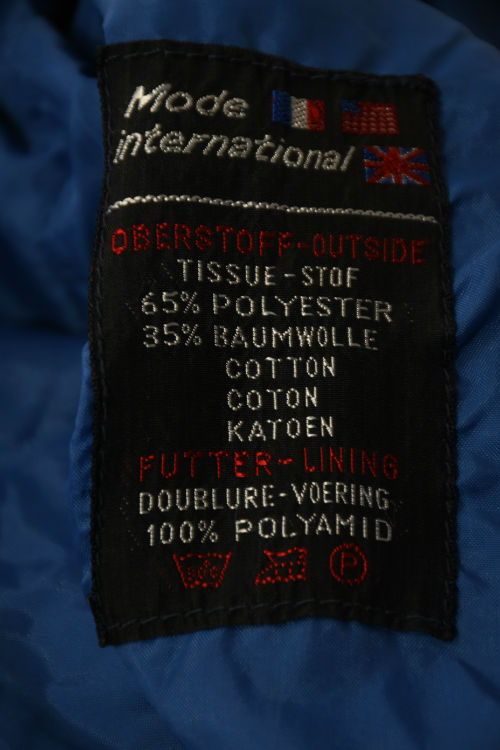 Mode
international
OBERSTOFF-OUTSIDE
TISSUE-STOF
65% POLYESTER
35% BAUMWOLLE
COTTON
COTON
KATOEN
FUTTER-LINING
DOUBLURE-VOERING
100% POLYAMID
P